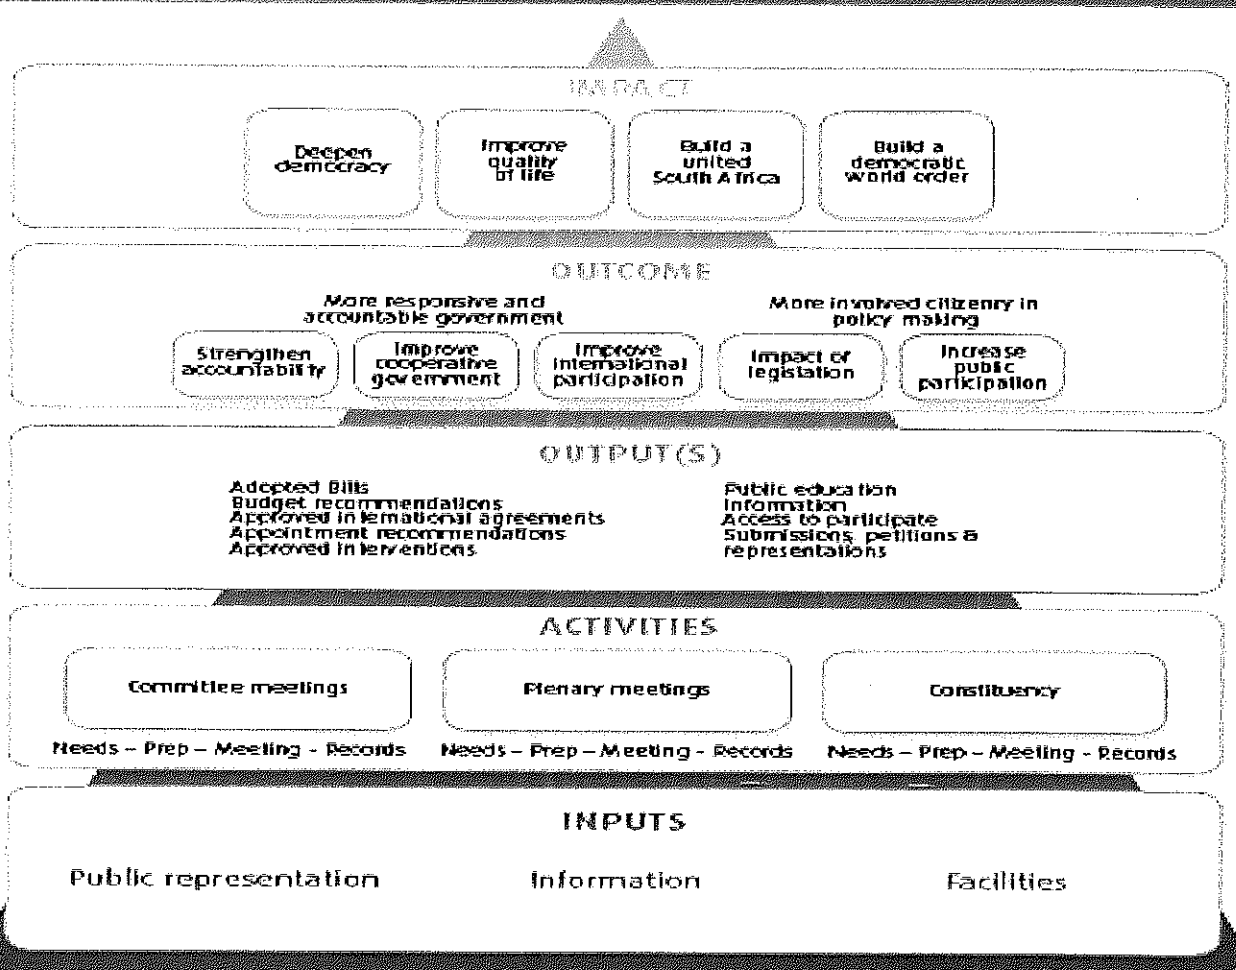 IMPACT
Deepen
democracy
Improve
quality
of life
Build a
united
South Africa
Build a
democratic
world order
OUTCOME
More responsive and
accountable government
More involved citizenry in
policy making
Strengthen
accountability
Improve
cooperative
government
Improve
international
participation
Impact of
legislation
Increase
public
participation
OUTPUT(S)
Adopted Bills
Budget recommendations
Approved international agreements
Appointment recommendations
Approved interventions
Public education
Information
Access to participate
Submissions, petitions &
representations
ACTIVITIES
Committee meetings
Plenary meetings
Constituency
Needs – Prep – Meeting - Records
Needs – Prep – Meeting - Records
Needs – Prep – Meeting - Records
INPUTS
Public representation
Information
Facilities